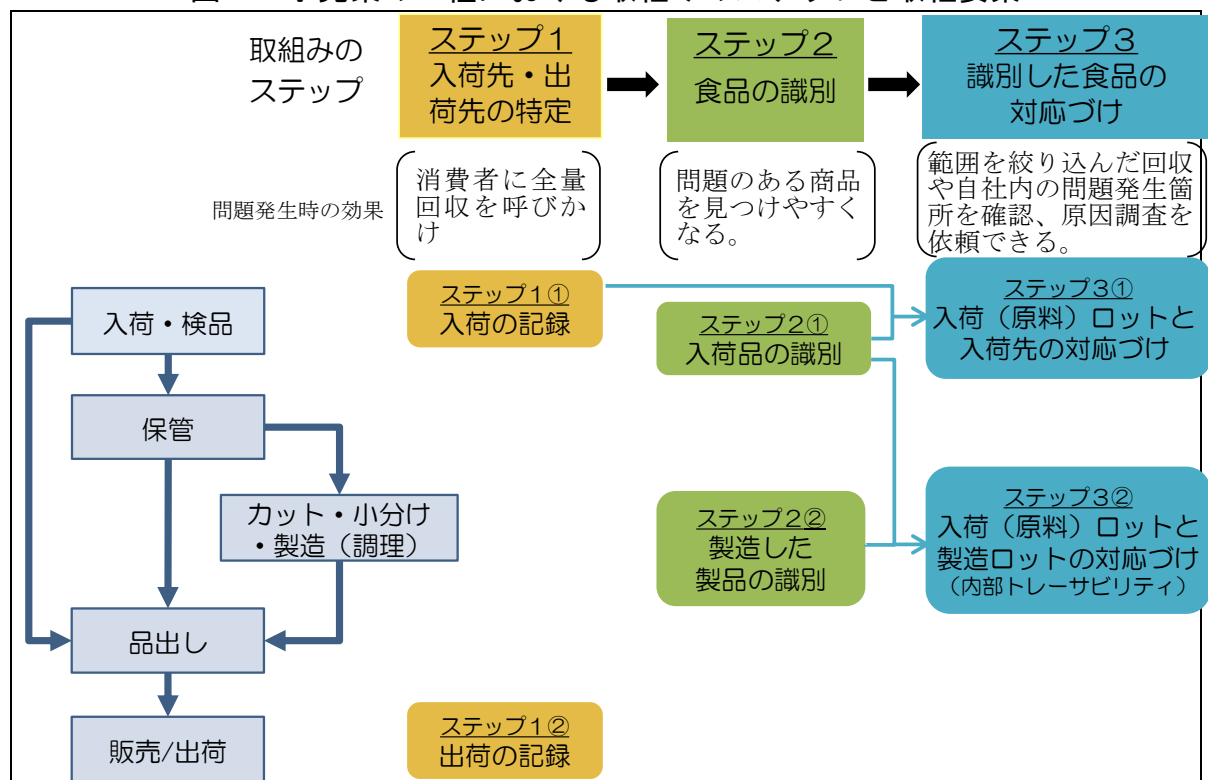 取組みの
ステップ
ステップ1
入荷先・出
荷先の特定
ステップ2
食品の識別
ステップ3
識別した食品の
対応づけ
問題発生時の効果
消費者に全量
回収を呼びか
け
問題のある商品
を見つけやすく
なる。
範囲を絞り込んだ回収
や自社内の問題発生箇
所を確認、原因調査を
依頼できる。
入荷・検品
保管
カット・小分け
・製造(調理)
品出し
販売/出荷
ステップ1①
入荷の記録
ステップ1②
出荷の記録
ステップ2①
入荷品の識別
ステップ2②
製造した
製品の識別
ステップ3①
入荷(原料)ロットと
入荷先の対応づけ
ステップ3②
入荷(原料)ロットと
製造ロットの対応づけ
(内部トレーサビリティ)